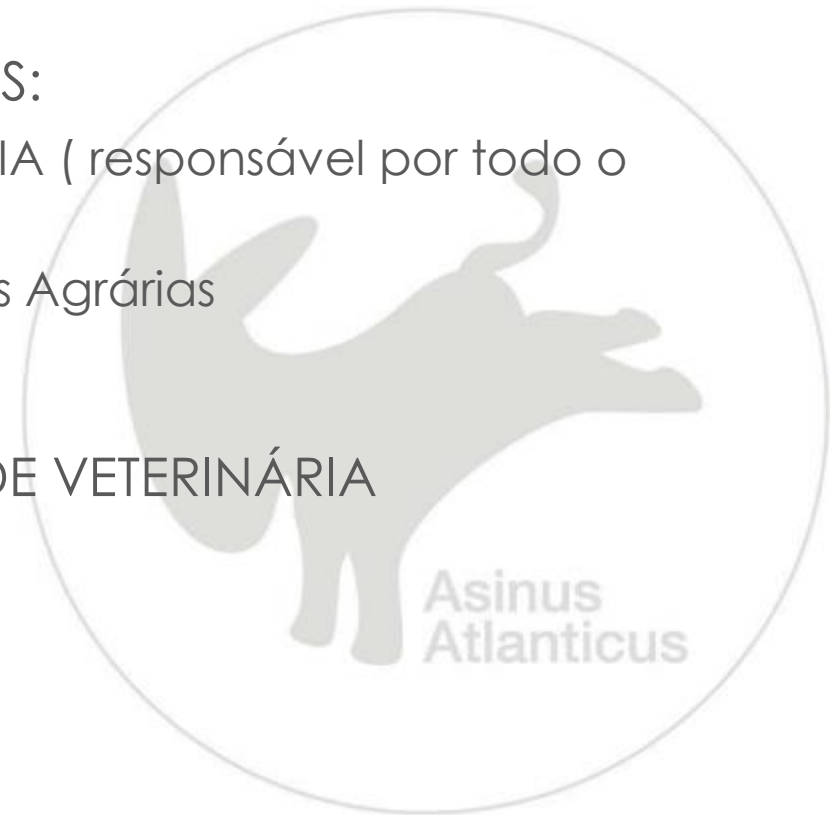 S:
IA ( responsável por todo o
s Agrárias
DE VETERINÁRIA
Asinus
Atlanticus